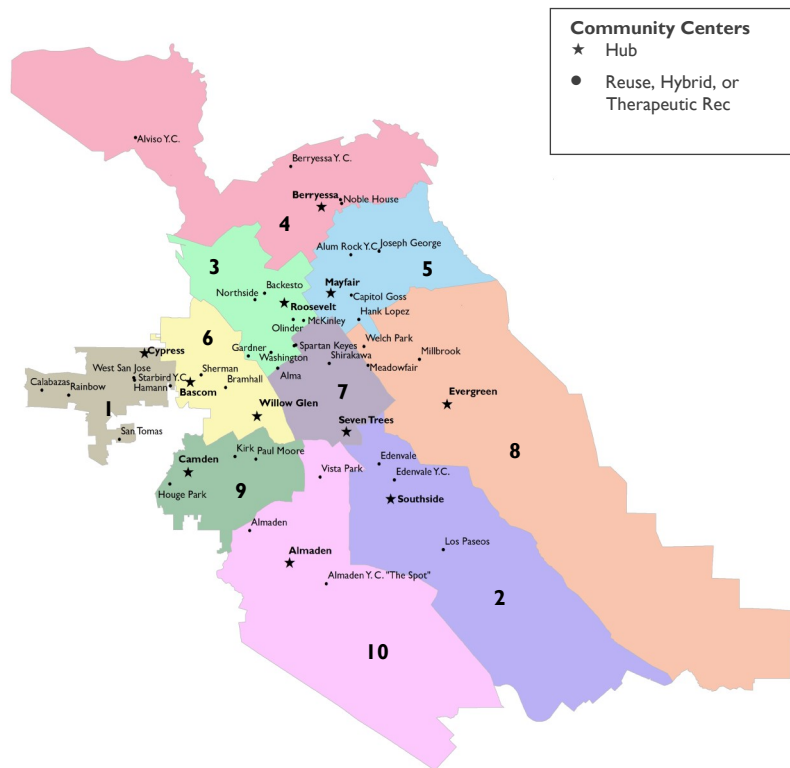 Community Centers
Hub
Reuse, Hybrid, or
Therapeutic Rec
Alviso Y.C.
Berryessa Y. C.
Berryessa
Noble House
4
Alum Rock Y.C.
Joseph George
3
5
Backesto
Mayfair
Northside
Capitol Goss
Roosevelt
Hank Lopez
Olinder
McKinley
6
Welch Park
Spartan Keyes
Cypress
Gardner
Shirakawa
Millbrook
Washington
West San Jose
Meadowfair
Sherman
Alma
Starbird Y.C.
Calabazas
Rainbow
Hamann
Bramhall
Bascom
7
Evergreen
1
Willow Glen
Seven Trees
San Tomas
8
Kirk
Paul Moore
Camden
Edenvale
Vista Park
Edenvale Y.C.
Houge Park
9
Southside
Almaden
Los Paseos
Almaden
Almaden Y. C. "The Spot"
2
10